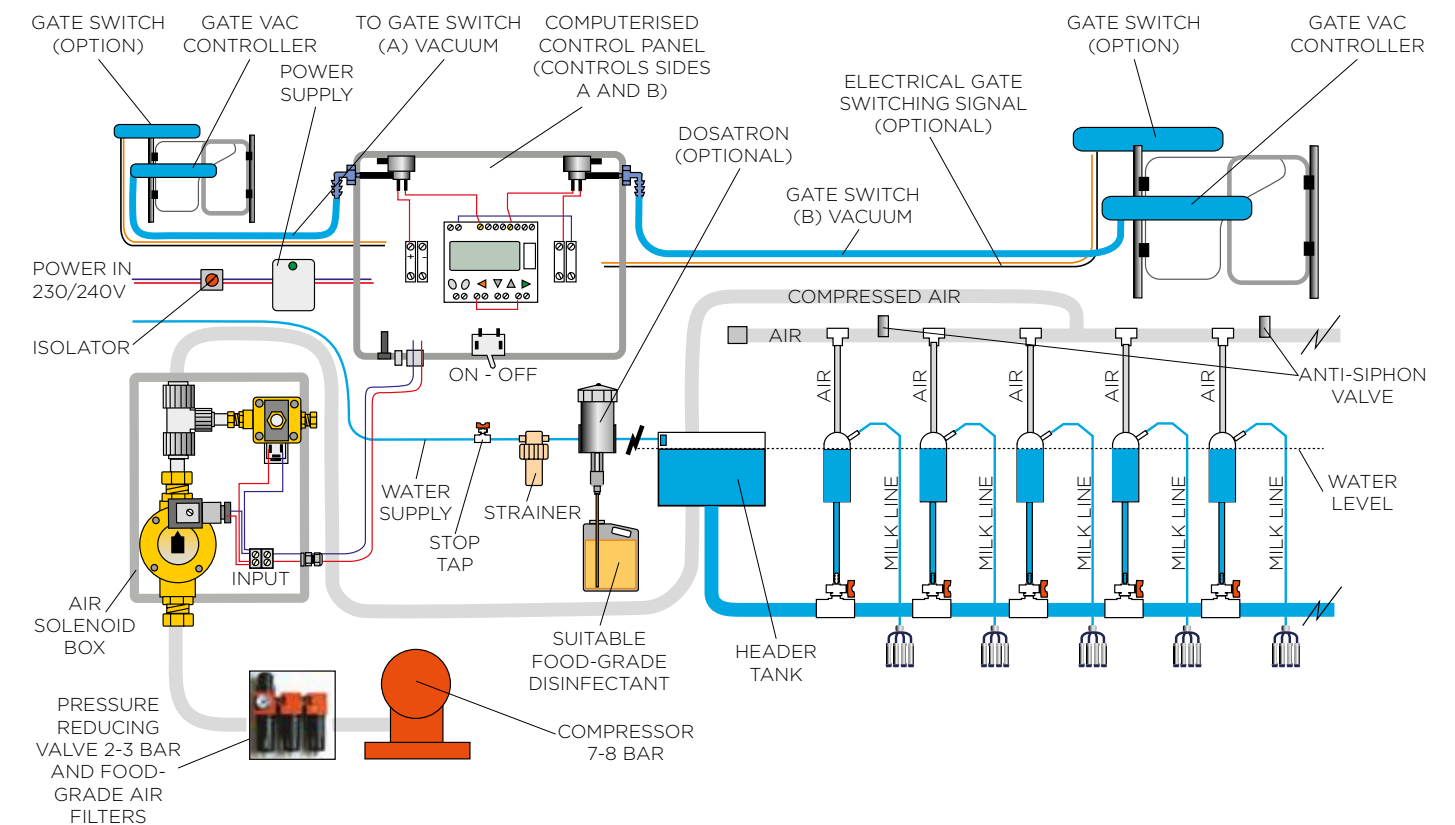 GATE SWITCH
(OPTION)
GATE VAC
CONTROLLER
POWER
SUPPLY
TO GATE SWITCH
(A) VACUUM
COMPUTERISED
CONTROL PANEL
(CONTROLS SIDES
A AND B)
ELECTRICAL GATE
SWITCHING SIGNAL
(OPTIONAL)
GATE SWITCH
(OPTION)
GATE VAC
CONTROLLER
DOSATRON
(OPTIONAL)
GATE SWITCH
(B) VACUUM
+ -
POWER IN
230/240V
ISOLATOR
ON - OFF
COMPRESSED AIR
AIR
ANTI-SIPHON
VALVE
AIR
AIR
AIR
AIR
AIR
WATER
LEVEL
WATER
SUPPLY
STOP
TAP
STRAINER
MILK LINE
MILK LINE
MILK LINE
MILK LINE
MILK LINE
INPUT
AIR
SOLENOID
BOX
SUITABLE
FOOD-GRADE
DISINFECTANT
HEADER
TANK
PRESSURE
REDUCING
VALVE 2-3 BAR
AND FOOD-
GRADE AIR
FILTERS
COMPRESSOR
7-8 BAR